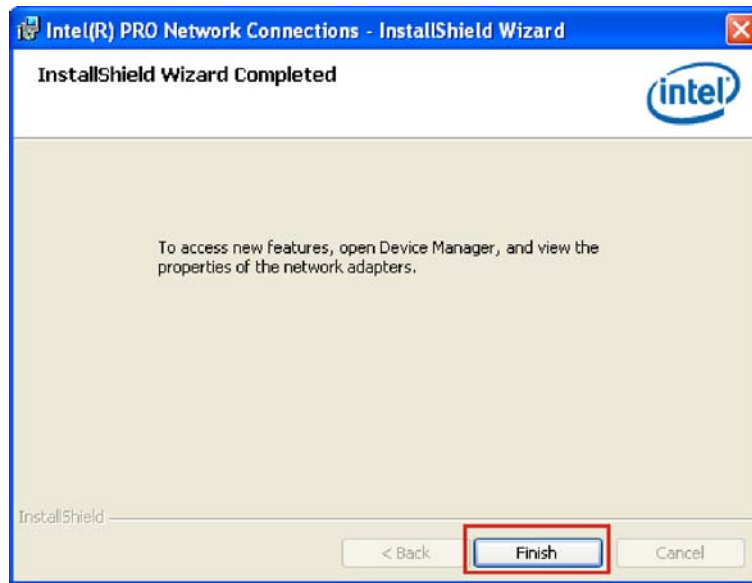 Intel(R) PRO Network Connections - InstallShield Wizard
InstallShield Wizard Completed
intel
To access new features, open Device Manager, and view the
properties of the network adapters.
InstallShield
< Back
Finish
Cancel